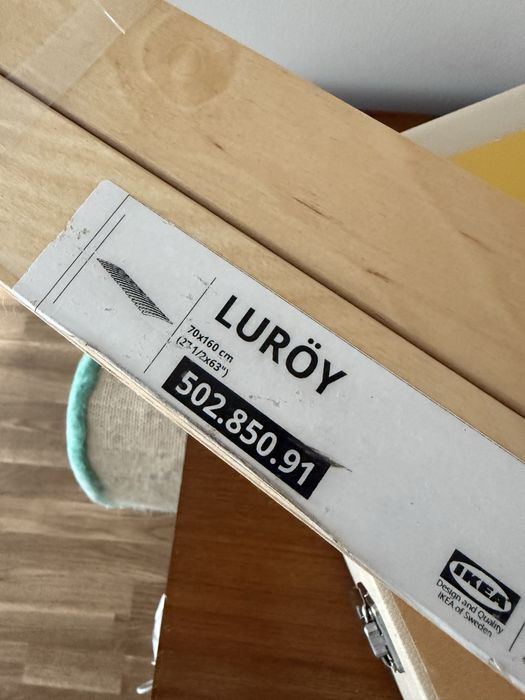 LURÖY
70x160 cm
(27 1/2x63")
502.850.91
IKEA
Design and Quality
IKEA of Sweden